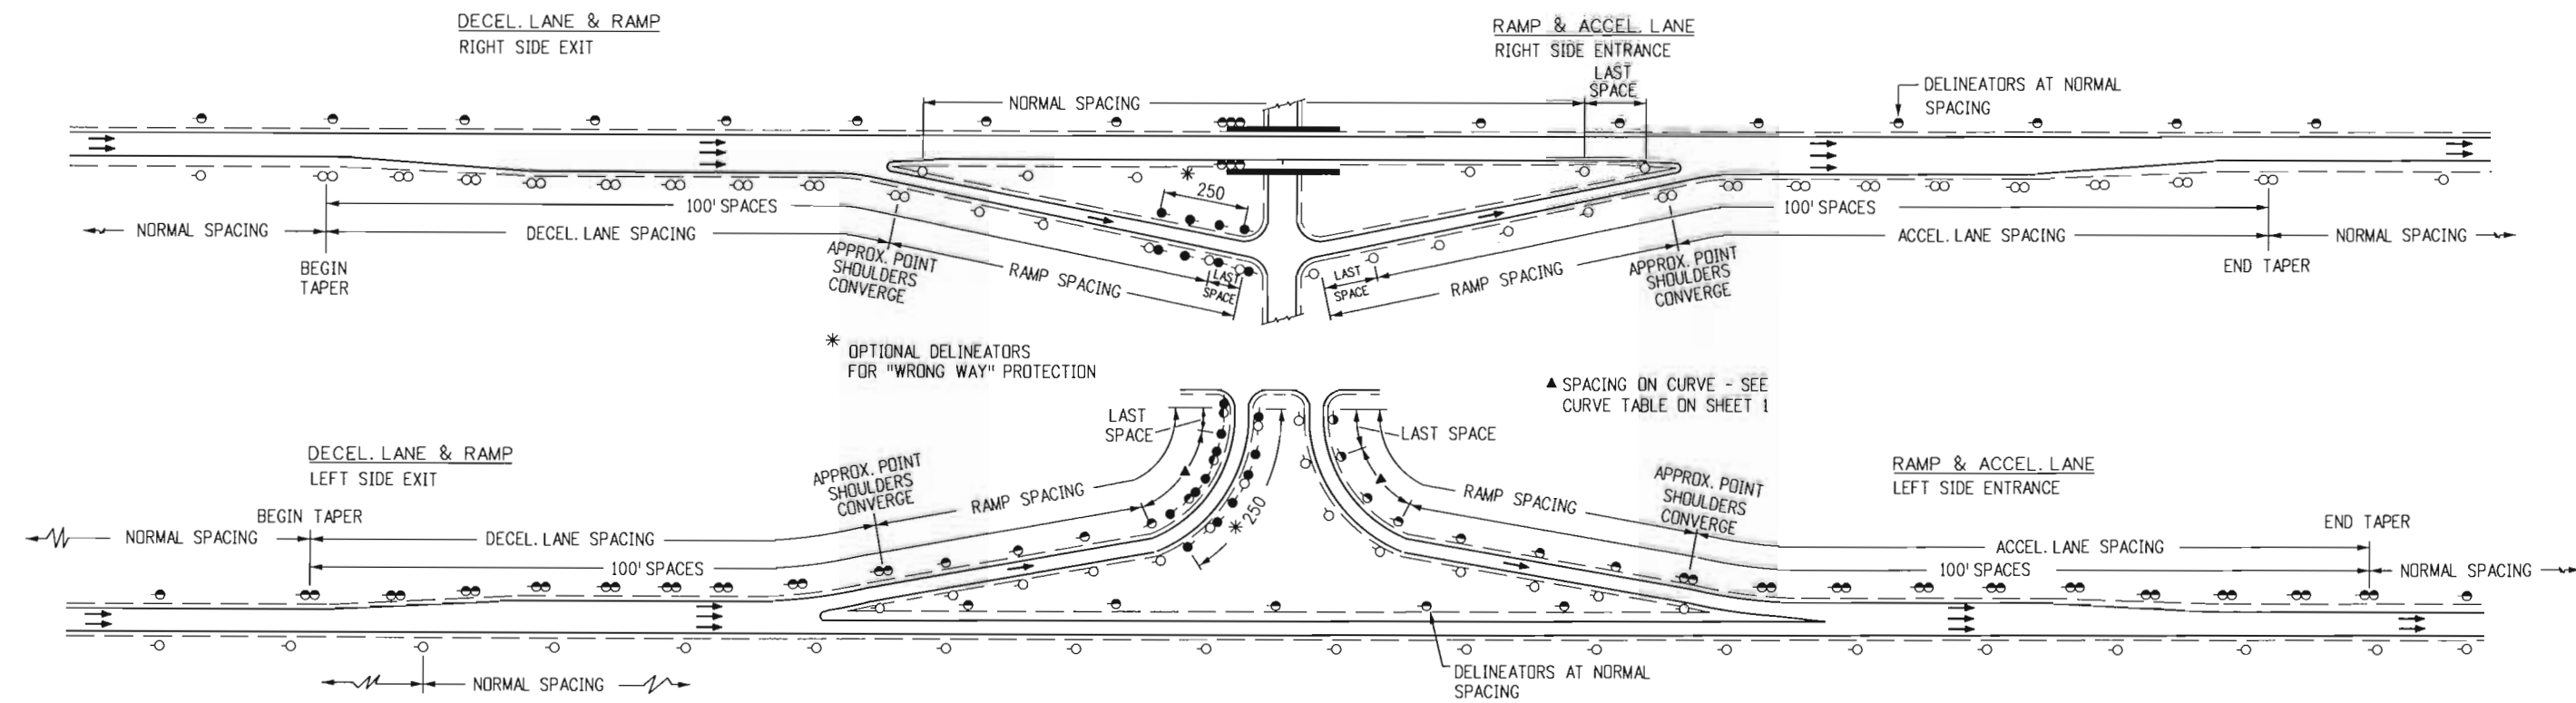 DECEL. LANE & RAMP
RIGHT SIDE EXIT
RAMP & ACCEL. LANE
RIGHT SIDE ENTRANCE
LAST
SPACE
NORMAL SPACING
DELINEATORS AT NORMAL
SPACING
*
250
100' SPACES
100' SPACES
NORMAL SPACING
DECEL. LANE SPACING
ACCEL. LANE SPACING
NORMAL SPACING
BEGIN
TAPER
APPROX. POINT
SHOULDERS
CONVERGE
RAMP SPACING
LAST
SPACE
LAST
SPACE
RAMP SPACING
APPROX. POINT
SHOULDERS
CONVERGE
END TAPER
* OPTIONAL DELINEATORS
FOR "WRONG WAY" PROTECTION
▲ SPACING ON CURVE - SEE
CURVE TABLE ON SHEET 1
DECEL. LANE & RAMP
LEFT SIDE EXIT
LAST
SPACE
LAST SPACE
RAMP & ACCEL. LANE
LEFT SIDE ENTRANCE
APPROX. POINT
SHOULDERS
CONVERGE
RAMP SPACING
▲
* 250
▲
RAMP SPACING
APPROX. POINT
SHOULDERS
CONVERGE
BEGIN TAPER
END TAPER
NORMAL SPACING
DECEL. LANE SPACING
ACCEL. LANE SPACING
100' SPACES
100' SPACES
NORMAL SPACING
NORMAL SPACING
DELINEATORS AT NORMAL
SPACING